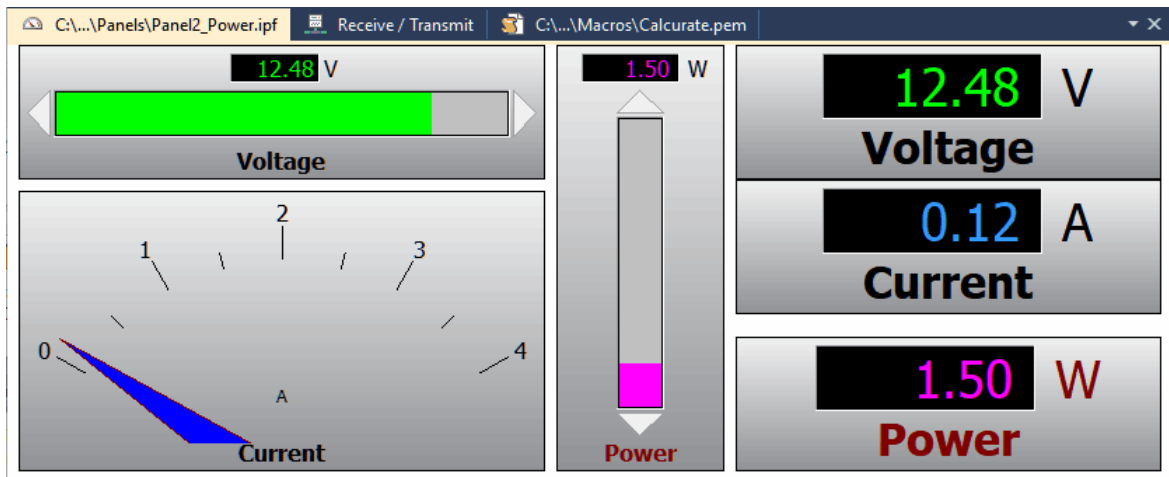 C:\...\Panels\Panel2_Power.ipf
Receive / Transmit
C:\...\Macros\Calcurate.pem
12.48 V
Voltage
2
1
3
0
4
A
Current
1.50 W
Power
12.48 V
Voltage
0.12 A
Current
1.50 W
Power